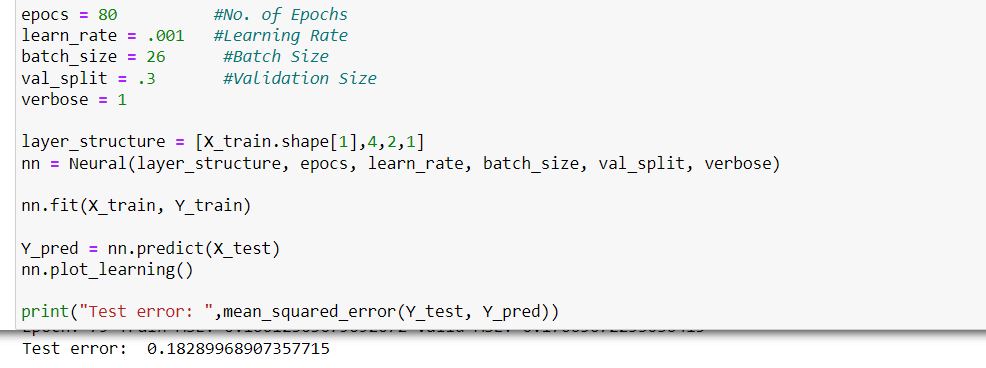 epocs = 80 #No. of Epochs
learn_rate = .001 #Learning Rate
batch_size = 26 #Batch Size
val_split = .3 #Validation Size
verbose = 1
layer_structure = [X_train.shape[1],4,2,1]
nn = Neural(layer_structure, epocs, learn_rate, batch_size, val_split, verbose)
nn.fit(X_train, Y_train)
Y_pred = nn.predict(X_test)
nn.plot_learning()
print("Test error: ",mean_squared_error(Y_test, Y_pred))
Test error: 0.18289968907357715